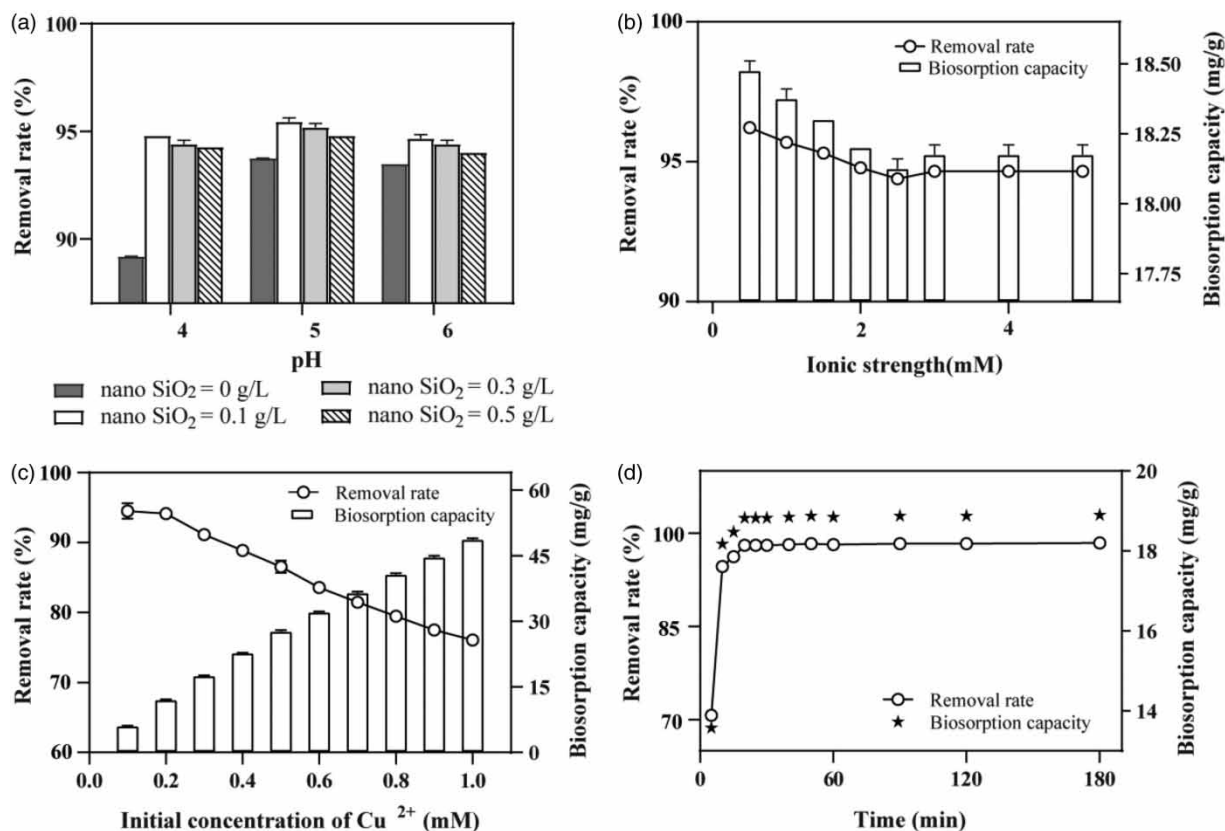 (a)
100
95
90
Removal rate (%)
4 5 6
pH
nano SiO2 = 0 g/L
nano SiO2 = 0.3 g/L
nano SiO2 = 0.1 g/L
nano SiO2 = 0.5 g/L
(b)
100
95
90
Removal rate (%)
Removal rate
Biosorption capacity
18.50
18.25
18.00
17.75
Biosorption capacity (mg/g)
0 2 4
Ionic strength(mM)
(c)
100
90
80
70
60
Removal rate (%)
Removal rate
Biosorption capacity
60
45
30
15
0
Biosorption capacity (mg/g)
0.0 0.2 0.4 0.6 0.8 1.0
Initial concentration of Cu 2+ (mM)
(d)
100
85
70
Removal rate (%)
Removal rate
Biosorption capacity
20
18
16
14
Biosorption capacity (mg/g)
0 60 120 180
Time (min)